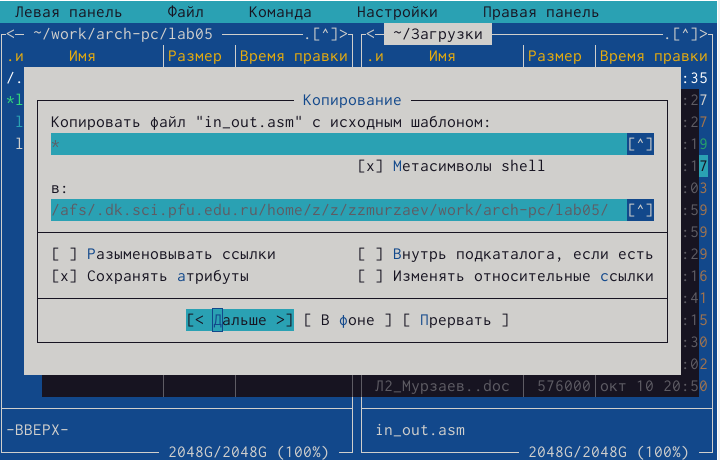 Левая панель Файл Команда Настройки Правая панель
<— ~/work/arch-pc/lab05 .[^]> <— ~/Загрузки .[^]>
.и Имя Размер Время правки .и Имя Размер Время правки
/. :35
*l :27
l :27
l :19
Копирование
Копировать файл "in_out.asm" с исходным шаблоном:
* [^]
[x] Метасимволы shell :17
в: :03
/afs/.dk.sci.pfu.edu.ru/home/z/z/zzmurzaev/work/arch-pc/lab05/ [^] :59
:59
[ ] Разыменовывать ссылки [ ] Внутрь подкаталога, если есть :29
[x] Сохранять атрибуты [ ] Изменять относительные ссылки :16
:41
[< Дальше >] [ В фоне ] [ Прервать ] :15
:30
:02
Л2_Мурзаев..doc 576000 окт 10 20:50
-ВВЕРХ- in_out.asm
2048G/2048G (100%) 2048G/2048G (100%)